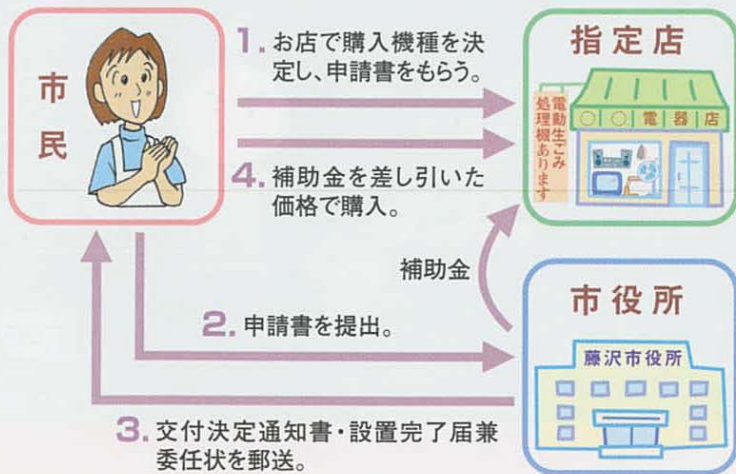 市民
1. お店で購入機種を決
定し、申請書をもらう。
4. 補助金を差し引いた
価格で購入。
指定店
電動生ごみ
処理機あります
○○電器店
補助金
2. 申請書を提出。
市役所
藤沢市役所
3. 交付決定通知書・設置完了届兼
委任状を郵送。